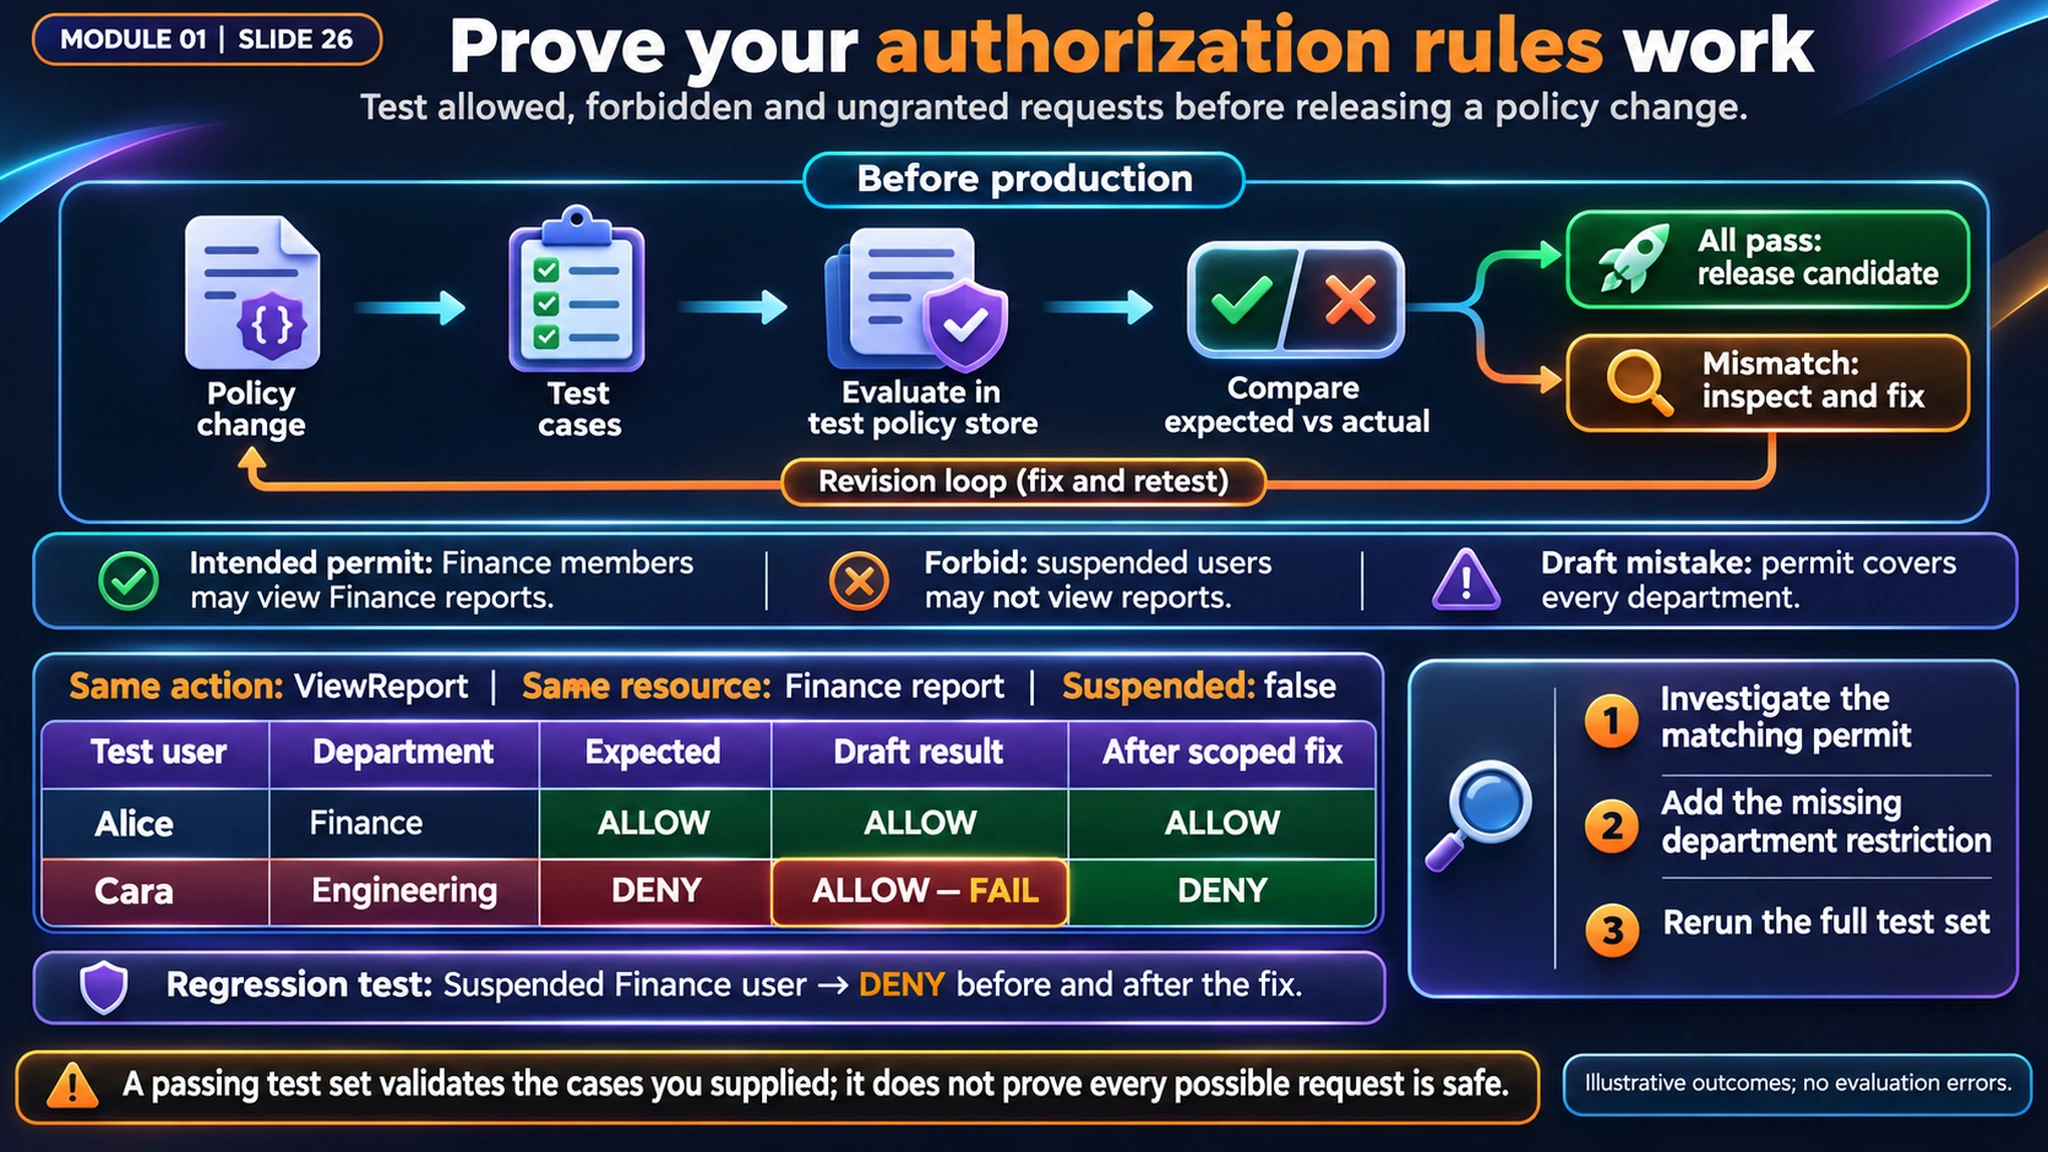 MODULE 01 | SLIDE 26
Prove your authorization rules work
Test allowed, forbidden and ungranted requests before releasing a policy change.
Before production
Policy
change
Test
cases
{}
Evaluate in
test policy store
Compare
expected vs actual
All pass:
release candidate
Mismatch:
inspect and fix
Revision loop (fix and retest)
Intended permit: Finance members
may view Finance reports.
Forbid: suspended users
may not view reports.
Draft mistake: permit covers
every department.
Same action: ViewReport | Same resource: Finance report | Suspended: false
Test user Department Expected Draft result After scoped fix
Alice Finance ALLOW ALLOW ALLOW
Cara Engineering DENY ALLOW – FAIL DENY
1 Investigate the
matching permit
2 Add the missing
department restriction
3 Rerun the full test set
Regression test: Suspended Finance user → DENY before and after the fix.
A passing test set validates the cases you supplied; it does not prove every possible request is safe.
Illustrative outcomes; no evaluation errors.